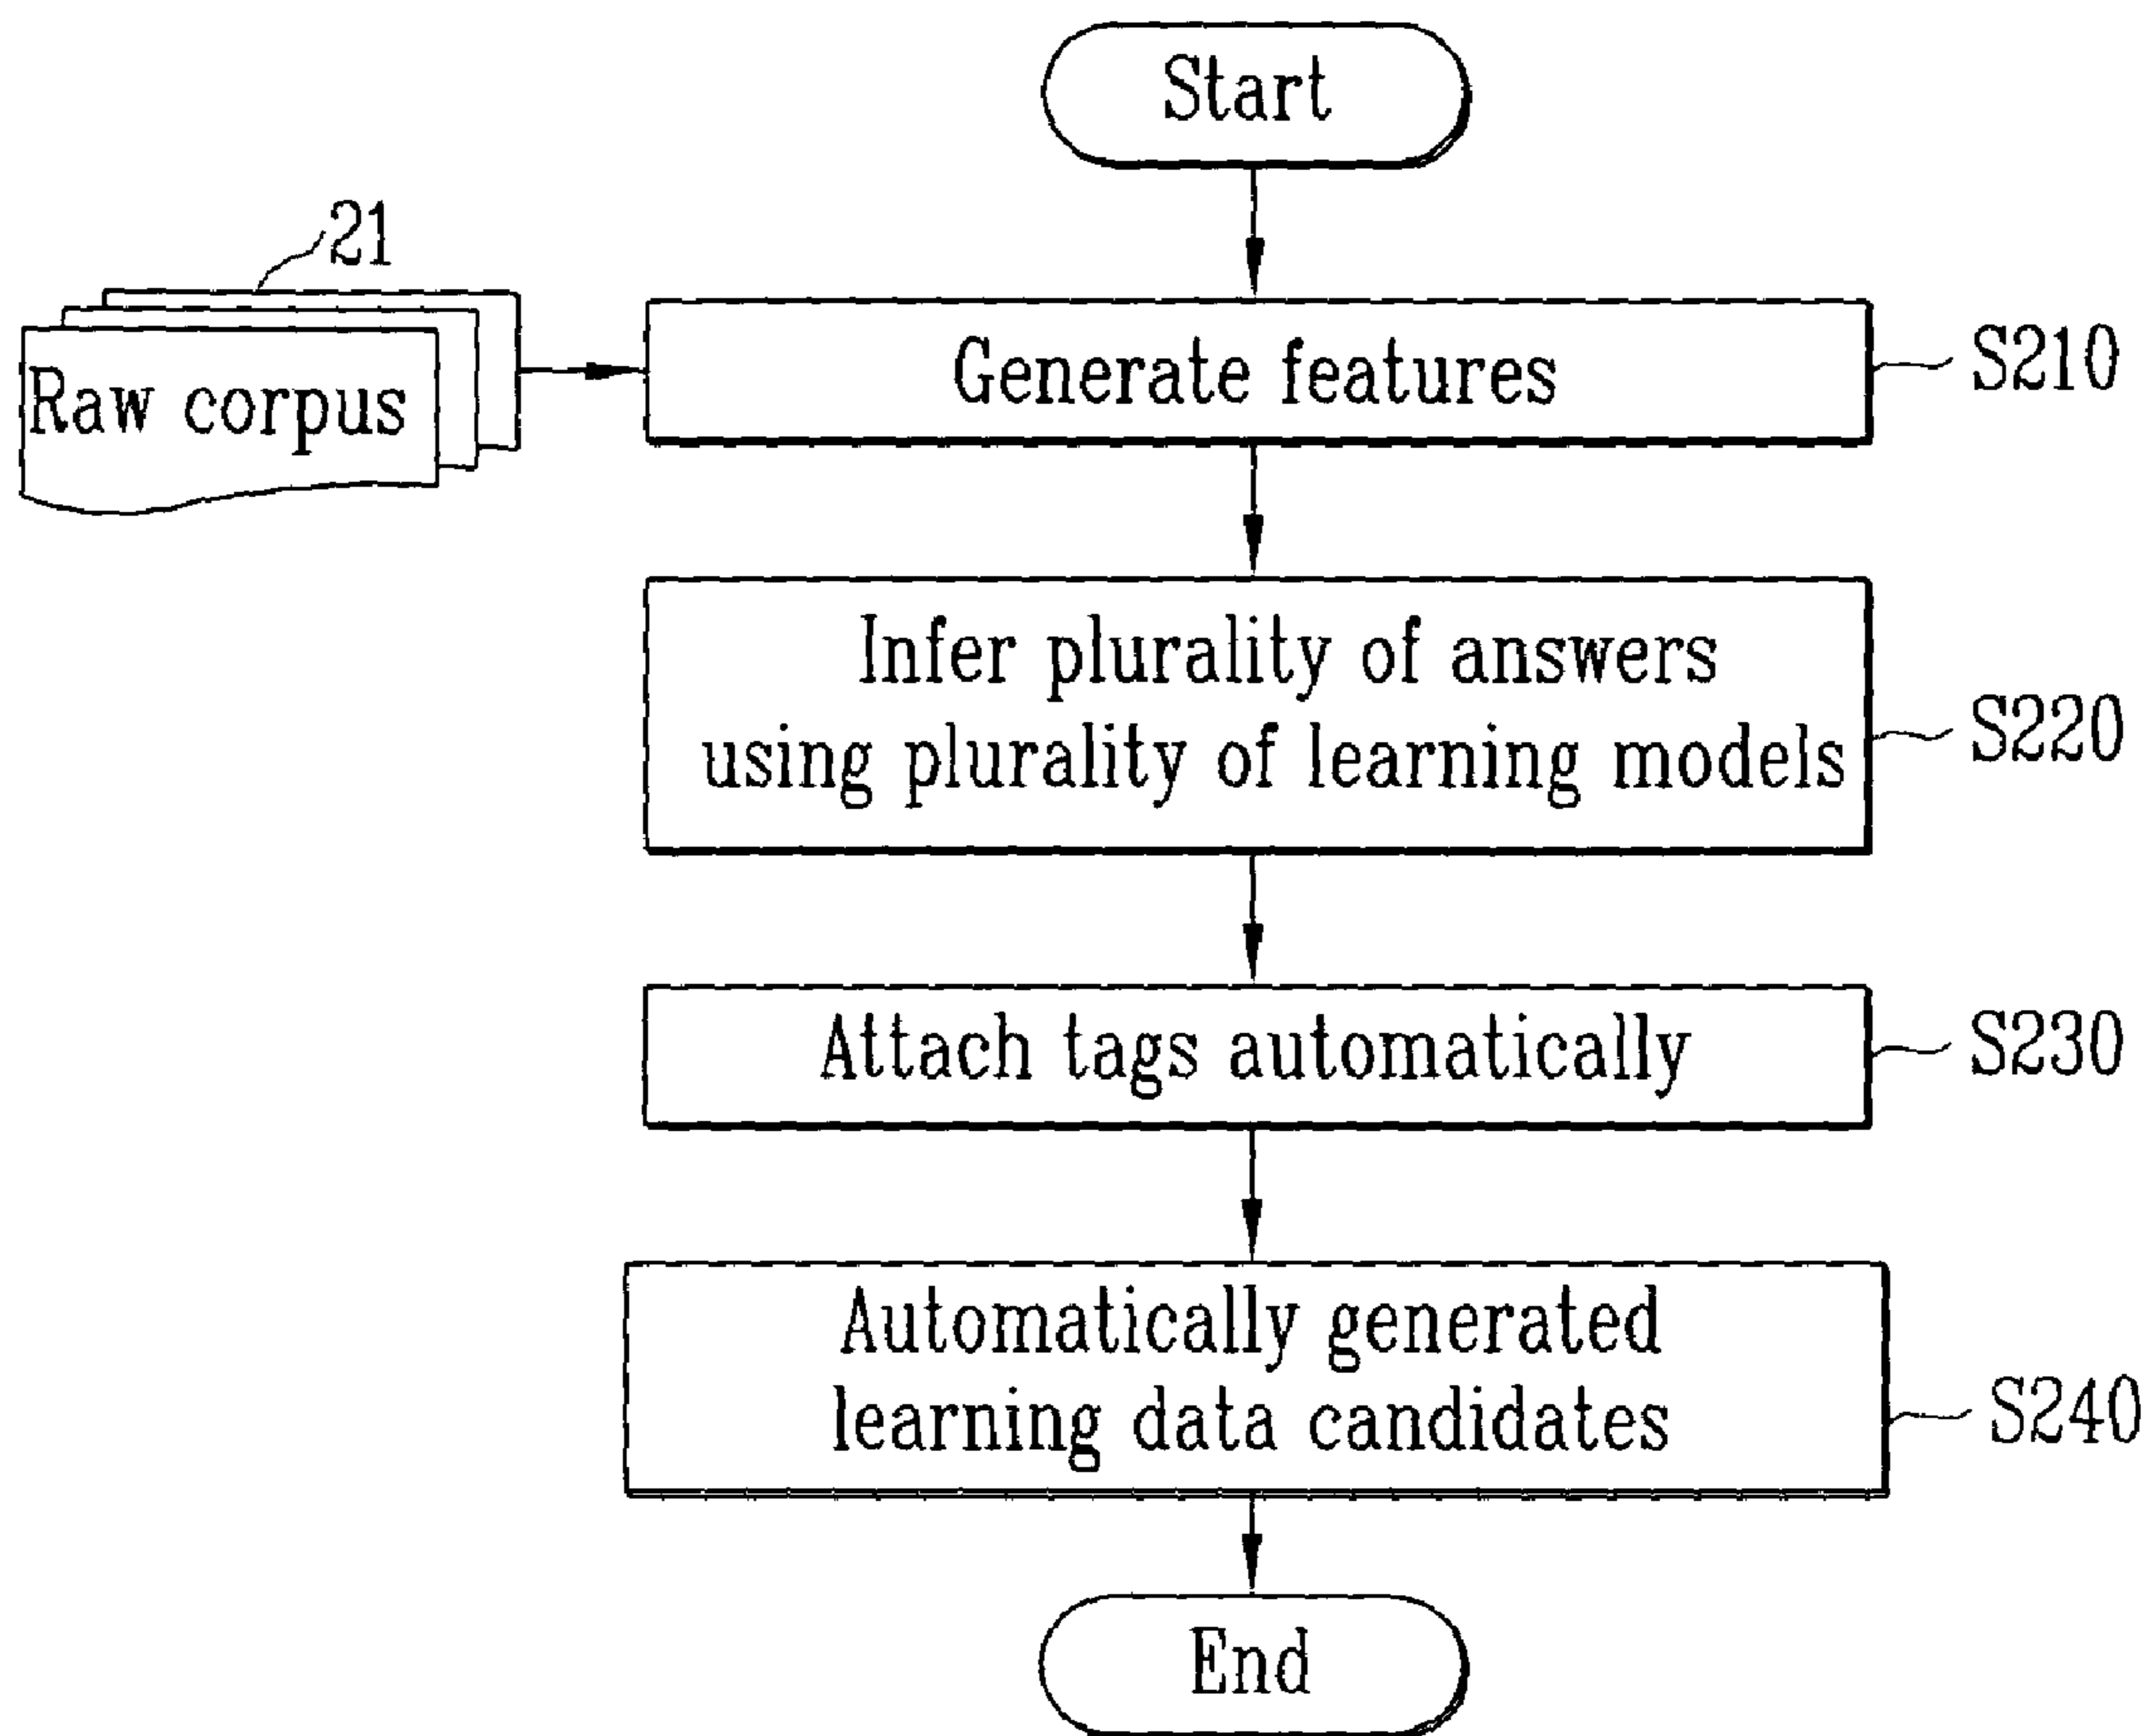 Start
21
Raw corpus
Generate features
S210
Infer plurality of answers
using plurality of learning models
S220
Attach tags automatically
S230
Automatically generated
learning data candidates
S240
End